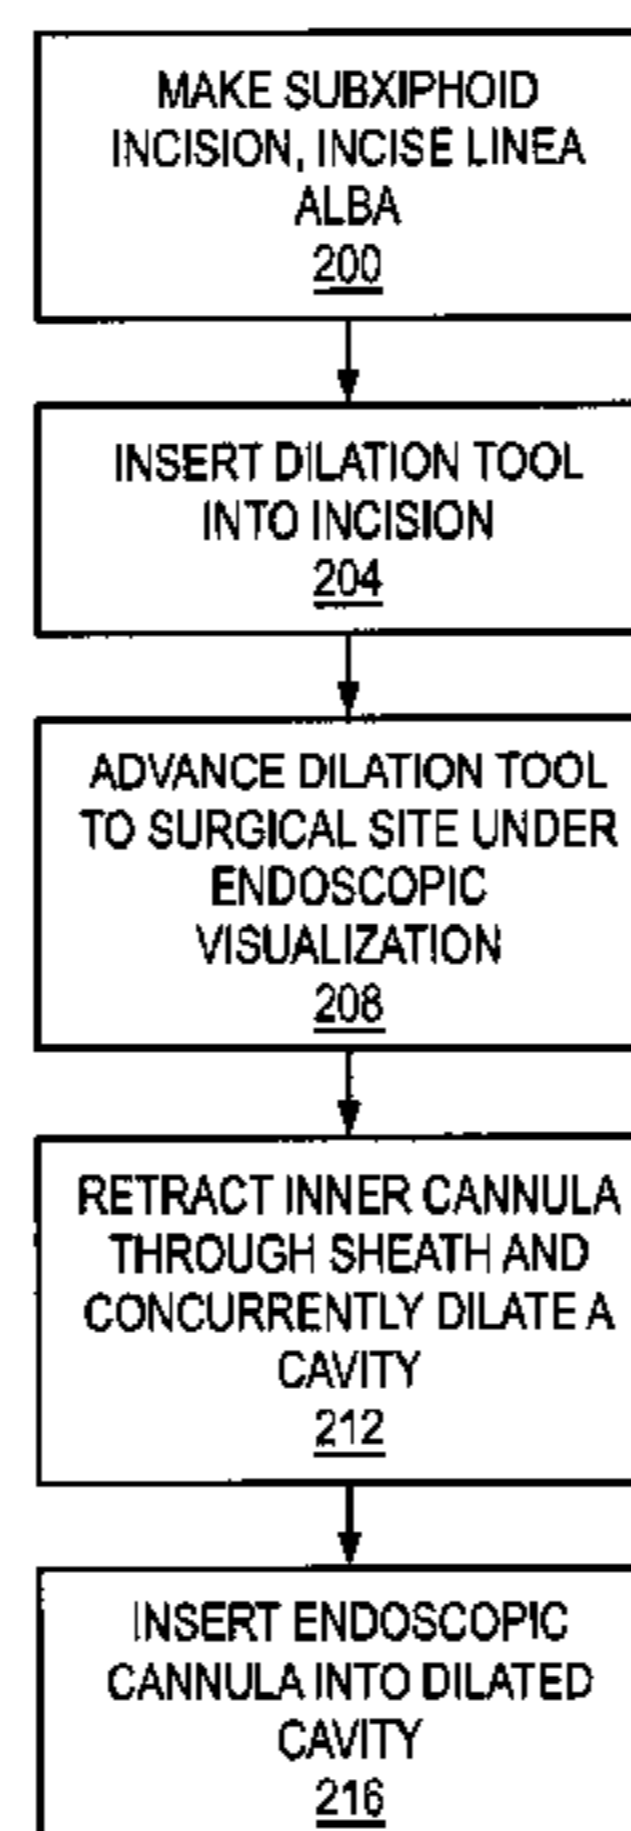 MAKE SUBXIPHOID
INCISION, INCISE LINEA
ALBA
200
INSERT DILATION TOOL
INTO INCISION
204
ADVANCE DILATION TOOL
TO SURGICAL SITE UNDER
ENDOSCOPIC
VISUALIZATION
208
RETRACT INNER CANNULA
THROUGH SHEATH AND
CONCURRENTLY DILATE A
CAVITY
212
INSERT ENDOSCOPIC
CANNULA INTO DILATED
CAVITY
216